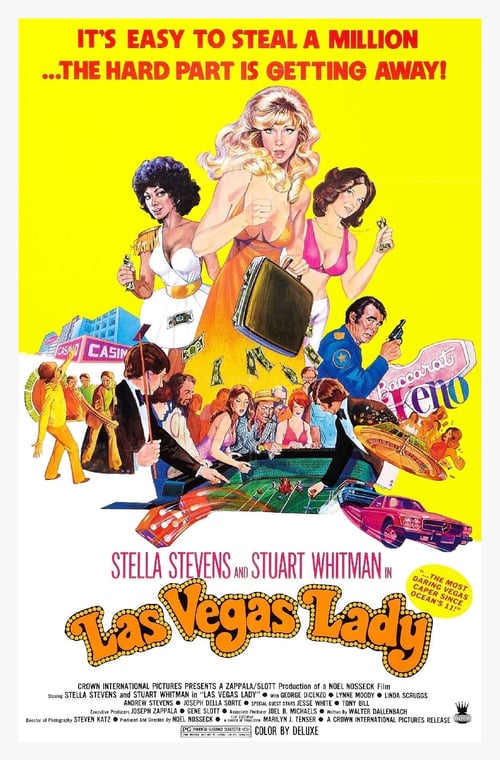 IT'S EASY TO STEAL A MILLION
...THE HARD PART IS GETTING AWAY!
CASINO
CASINO
Baccarat
Keno
STELLA STEVENS AND STUART WHITMAN IN
"...THE MOST
DARING VEGAS
CAPER SINCE
OCEAN'S 11!"
Las Vegas Lady
CROWN INTERNATIONAL PICTURES PRESENTS A ZAPPALA/SLOTT Production of a NOEL NOSSECK Film
Starring STELLA STEVENS and STUART WHITMAN in "LAS VEGAS LADY" • With GEORGE DICENZO • LYNNE MOODY • LINDA SCRUGGS
ANDREW STEVENS • JOSEPH DELLA SORTE • SPECIAL GUEST STARS JESSE WHITE • TONY BILL
Executive Producers JOSEPH ZAPPALA • GENE SLOTT • Associate Producer JOEL B. MICHAELS • Written By WALTER DALLENBACH
Director of Photography STEVEN KATZ • Produced And Directed By NOEL NOSSECK • MARILYN J. TENSER • A CROWN INTERNATIONAL PICTURES RELEASE
PG PARENTAL GUIDANCE SUGGESTED
COLOR BY DELUXE